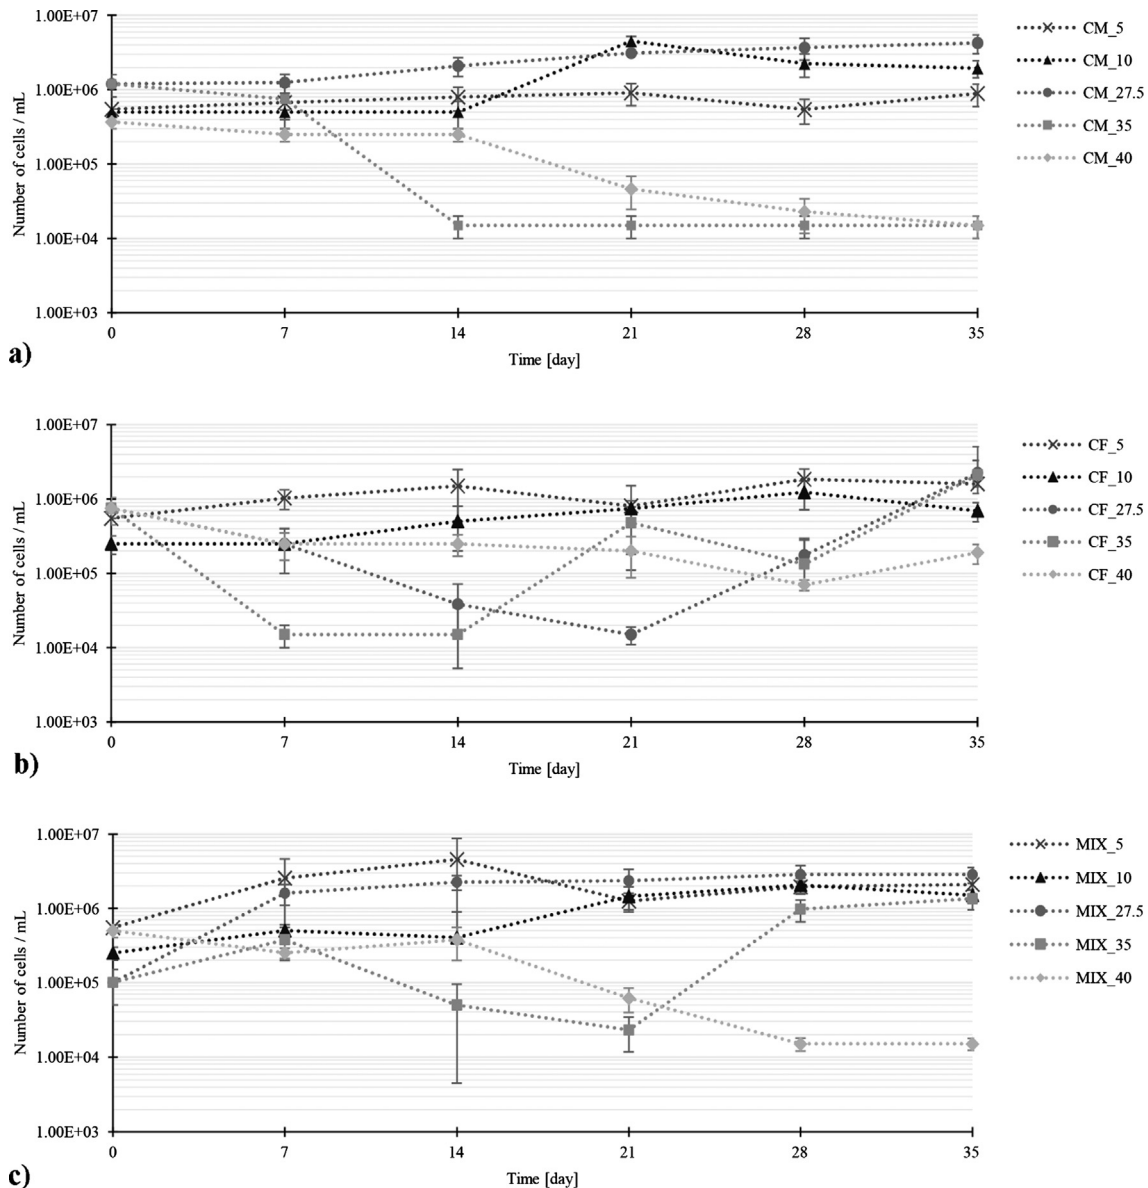 1.00E+07
1.00E+06
1.00E+05
1.00E+04
1.00E+03
Number of cells / mL
0 7 14 21 28 35
Time [day]
CM_5
CM_10
CM_27.5
CM_35
CM_40
a)
1.00E+07
1.00E+06
1.00E+05
1.00E+04
1.00E+03
Number of cells / mL
0 7 14 21 28 35
Time [day]
CF_5
CF_10
CF_27.5
CF_35
CF_40
b)
1.00E+07
1.00E+06
1.00E+05
1.00E+04
1.00E+03
Number of cells / mL
0 7 14 21 28 35
Time [day]
MIX_5
MIX_10
MIX_27.5
MIX_35
MIX_40
c)